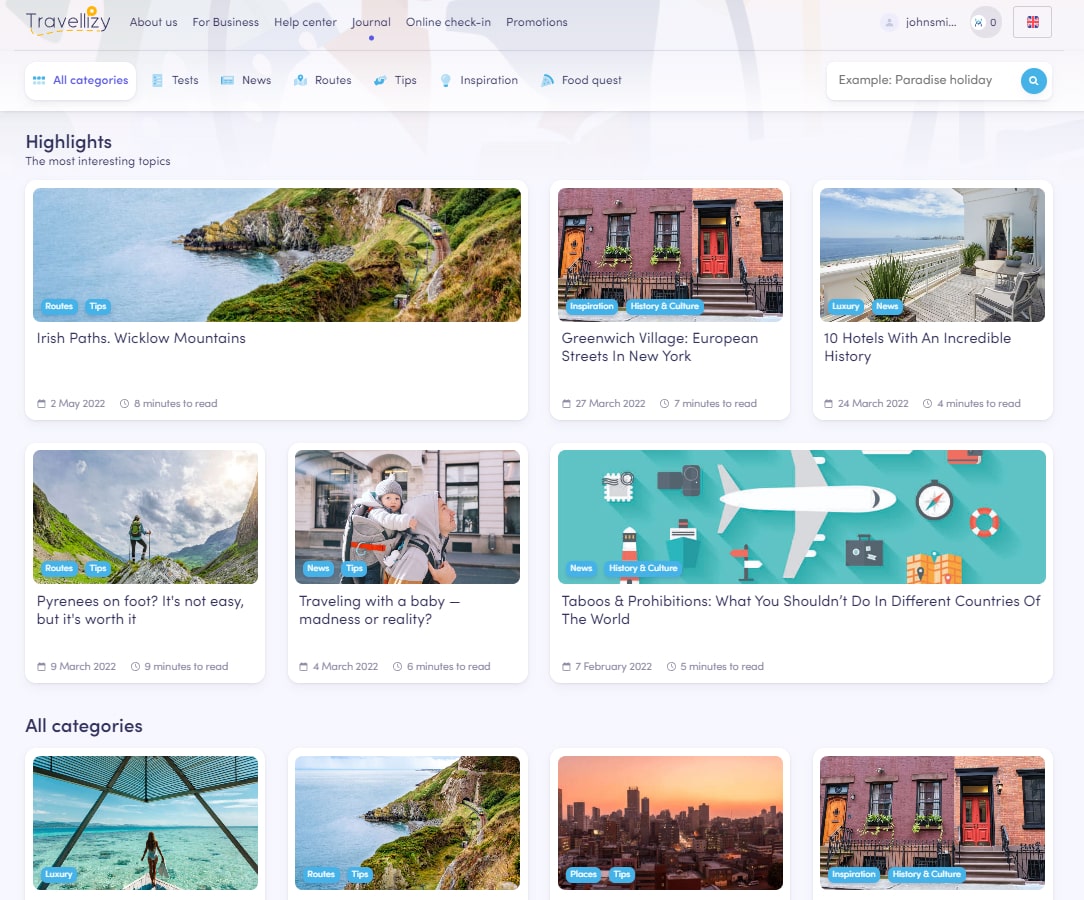 Travellizy
About us
For Business
Help center
Journal
Online check-in
Promotions
johnsmi...
0
All categories
Tests
News
Routes
Tips
Inspiration
Food quest
Example: Paradise holiday
Highlights
The most interesting topics
Routes
Tips
Irish Paths. Wicklow Mountains
2 May 2022
8 minutes to read
Inspiration
History & Culture
Greenwich Village: European
Streets In New York
27 March 2022
7 minutes to read
Luxury
News
10 Hotels With An Incredible
History
24 March 2022
4 minutes to read
Routes
Tips
Pyrenees on foot? It's not easy,
but it's worth it
9 March 2022
9 minutes to read
News
Tips
Traveling with a baby —
madness or reality?
4 March 2022
6 minutes to read
News
History & Culture
Taboos & Prohibitions: What You Shouldn’t Do In Different Countries Of
The World
7 February 2022
5 minutes to read
All categories
Luxury
Routes
Tips
Places
Tips
Inspiration
History & Culture